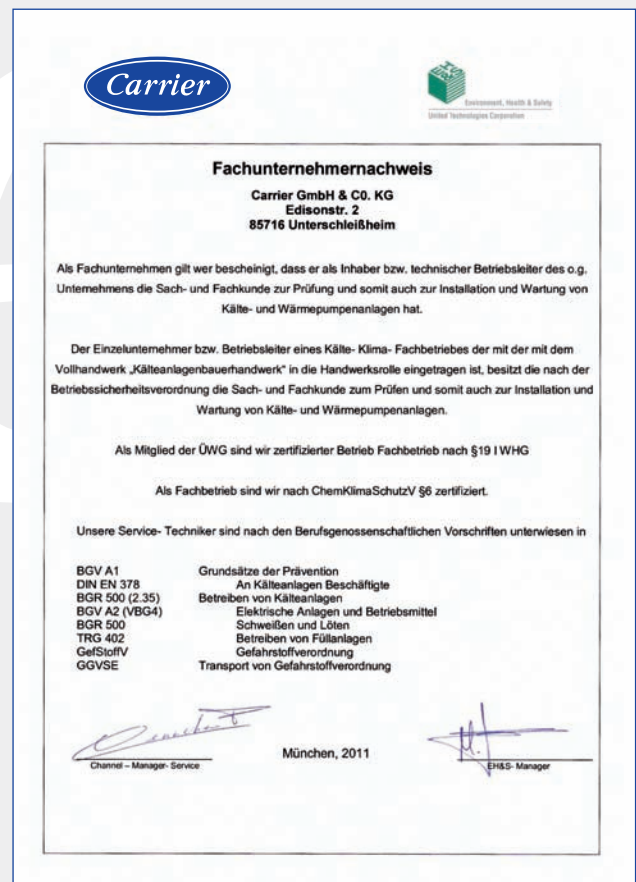 Carrier
Environment, Health & Safety
United Technologies Corporation
Fachunternehmernachweis
Carrier GmbH & C0. KG
Edisonstr. 2
85716 Unterschleißheim
Als Fachunternehmen gilt wer bescheinigt, dass er als Inhaber bzw. technischer Betriebsleiter des o.g.
Unternehmens die Sach- und Fachkunde zur Prüfung und somit auch zur Installation und Wartung von
Kälte- und Wärmepumpenanlagen hat.
Der Einzelunternehmer bzw. Betriebsleiter eines Kälte- Klima- Fachbetriebes der mit der mit dem
Vollhandwerk „Kälteanlagenbauerhandwerk" in die Handwerksrolle eingetragen ist, besitzt die nach der
Betriebssicherheitsverordnung die Sach- und Fachkunde zum Prüfen und somit auch zur Installation und
Wartung von Kälte- und Wärmepumpenanlagen.
Als Mitglied der ÜWG sind wir zertifizierter Betrieb Fachbetrieb nach §19 I WHG
Als Fachbetrieb sind wir nach ChemKlimaSchutzV §6 zertifiziert.
Unsere Service- Techniker sind nach den Berufsgenossenschaftlichen Vorschriften unterwiesen in
BGV A1 Grundsätze der Prävention
DIN EN 378 An Kälteanlagen Beschäftigte
BGR 500 (2.35) Betreiben von Kälteanlagen
BGV A2 (VBG4) Elektrische Anlagen und Betriebsmittel
BGR 500 Schweißen und Löten
TRG 402 Betreiben von Füllanlagen
GefStoffV Gefahrstoffverordnung
GGVSE Transport von Gefahrstoffverordnung
München, 2011
Channel – Manager- Service
EH&S- Manager